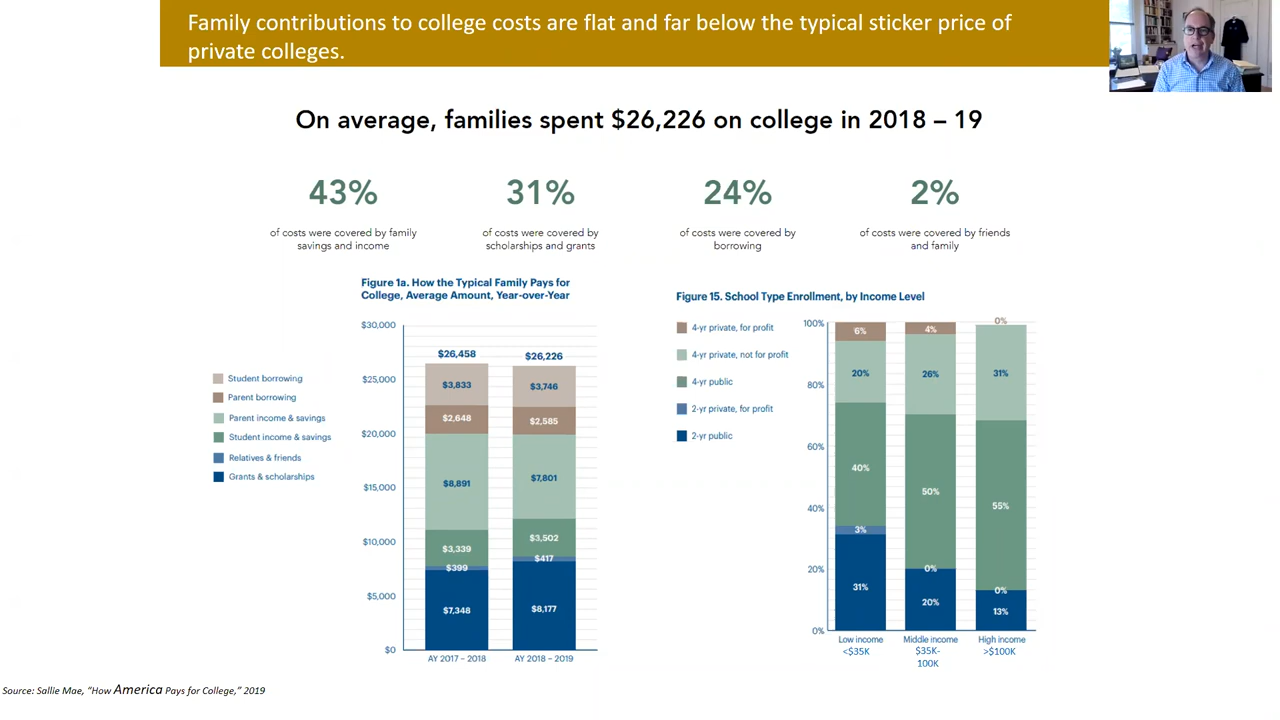 Family contributions to college costs are flat and far below the typical sticker price of
private colleges.
On average, families spent $26,226 on college in 2018 – 19
43%
of costs were covered by family
savings and income
31%
of costs were covered by
scholarships and grants
24%
of costs were covered by
borrowing
2%
of costs were covered by friends
and family
Figure 1a. How the Typical Family Pays for
College, Average Amount, Year-over-Year
Student borrowing
Parent borrowing
Parent income & savings
Student income & savings
Relatives & friends
Grants & scholarships
$30,000
$25,000
$20,000
$15,000
$10,000
$5,000
$0
$26,458
$3,833
$2,648
$8,891
$3,339
$399
$7,348
AY 2017 – 2018
$26,226
$3,746
$2,585
$7,801
$3,502
$417
$8,177
AY 2018 – 2019
Figure 15. School Type Enrollment, by Income Level
4-yr private, for profit
4-yr private, not for profit
4-yr public
2-yr private, for profit
2-yr public
100%
80%
60%
40%
20%
0%
6%
20%
40%
3%
31%
Low income
<$35K
4%
26%
50%
0%
20%
Middle income
$35K-
100K
0%
31%
55%
0%
13%
High income
>$100K
Source: Sallie Mae, “How America Pays for College,” 2019